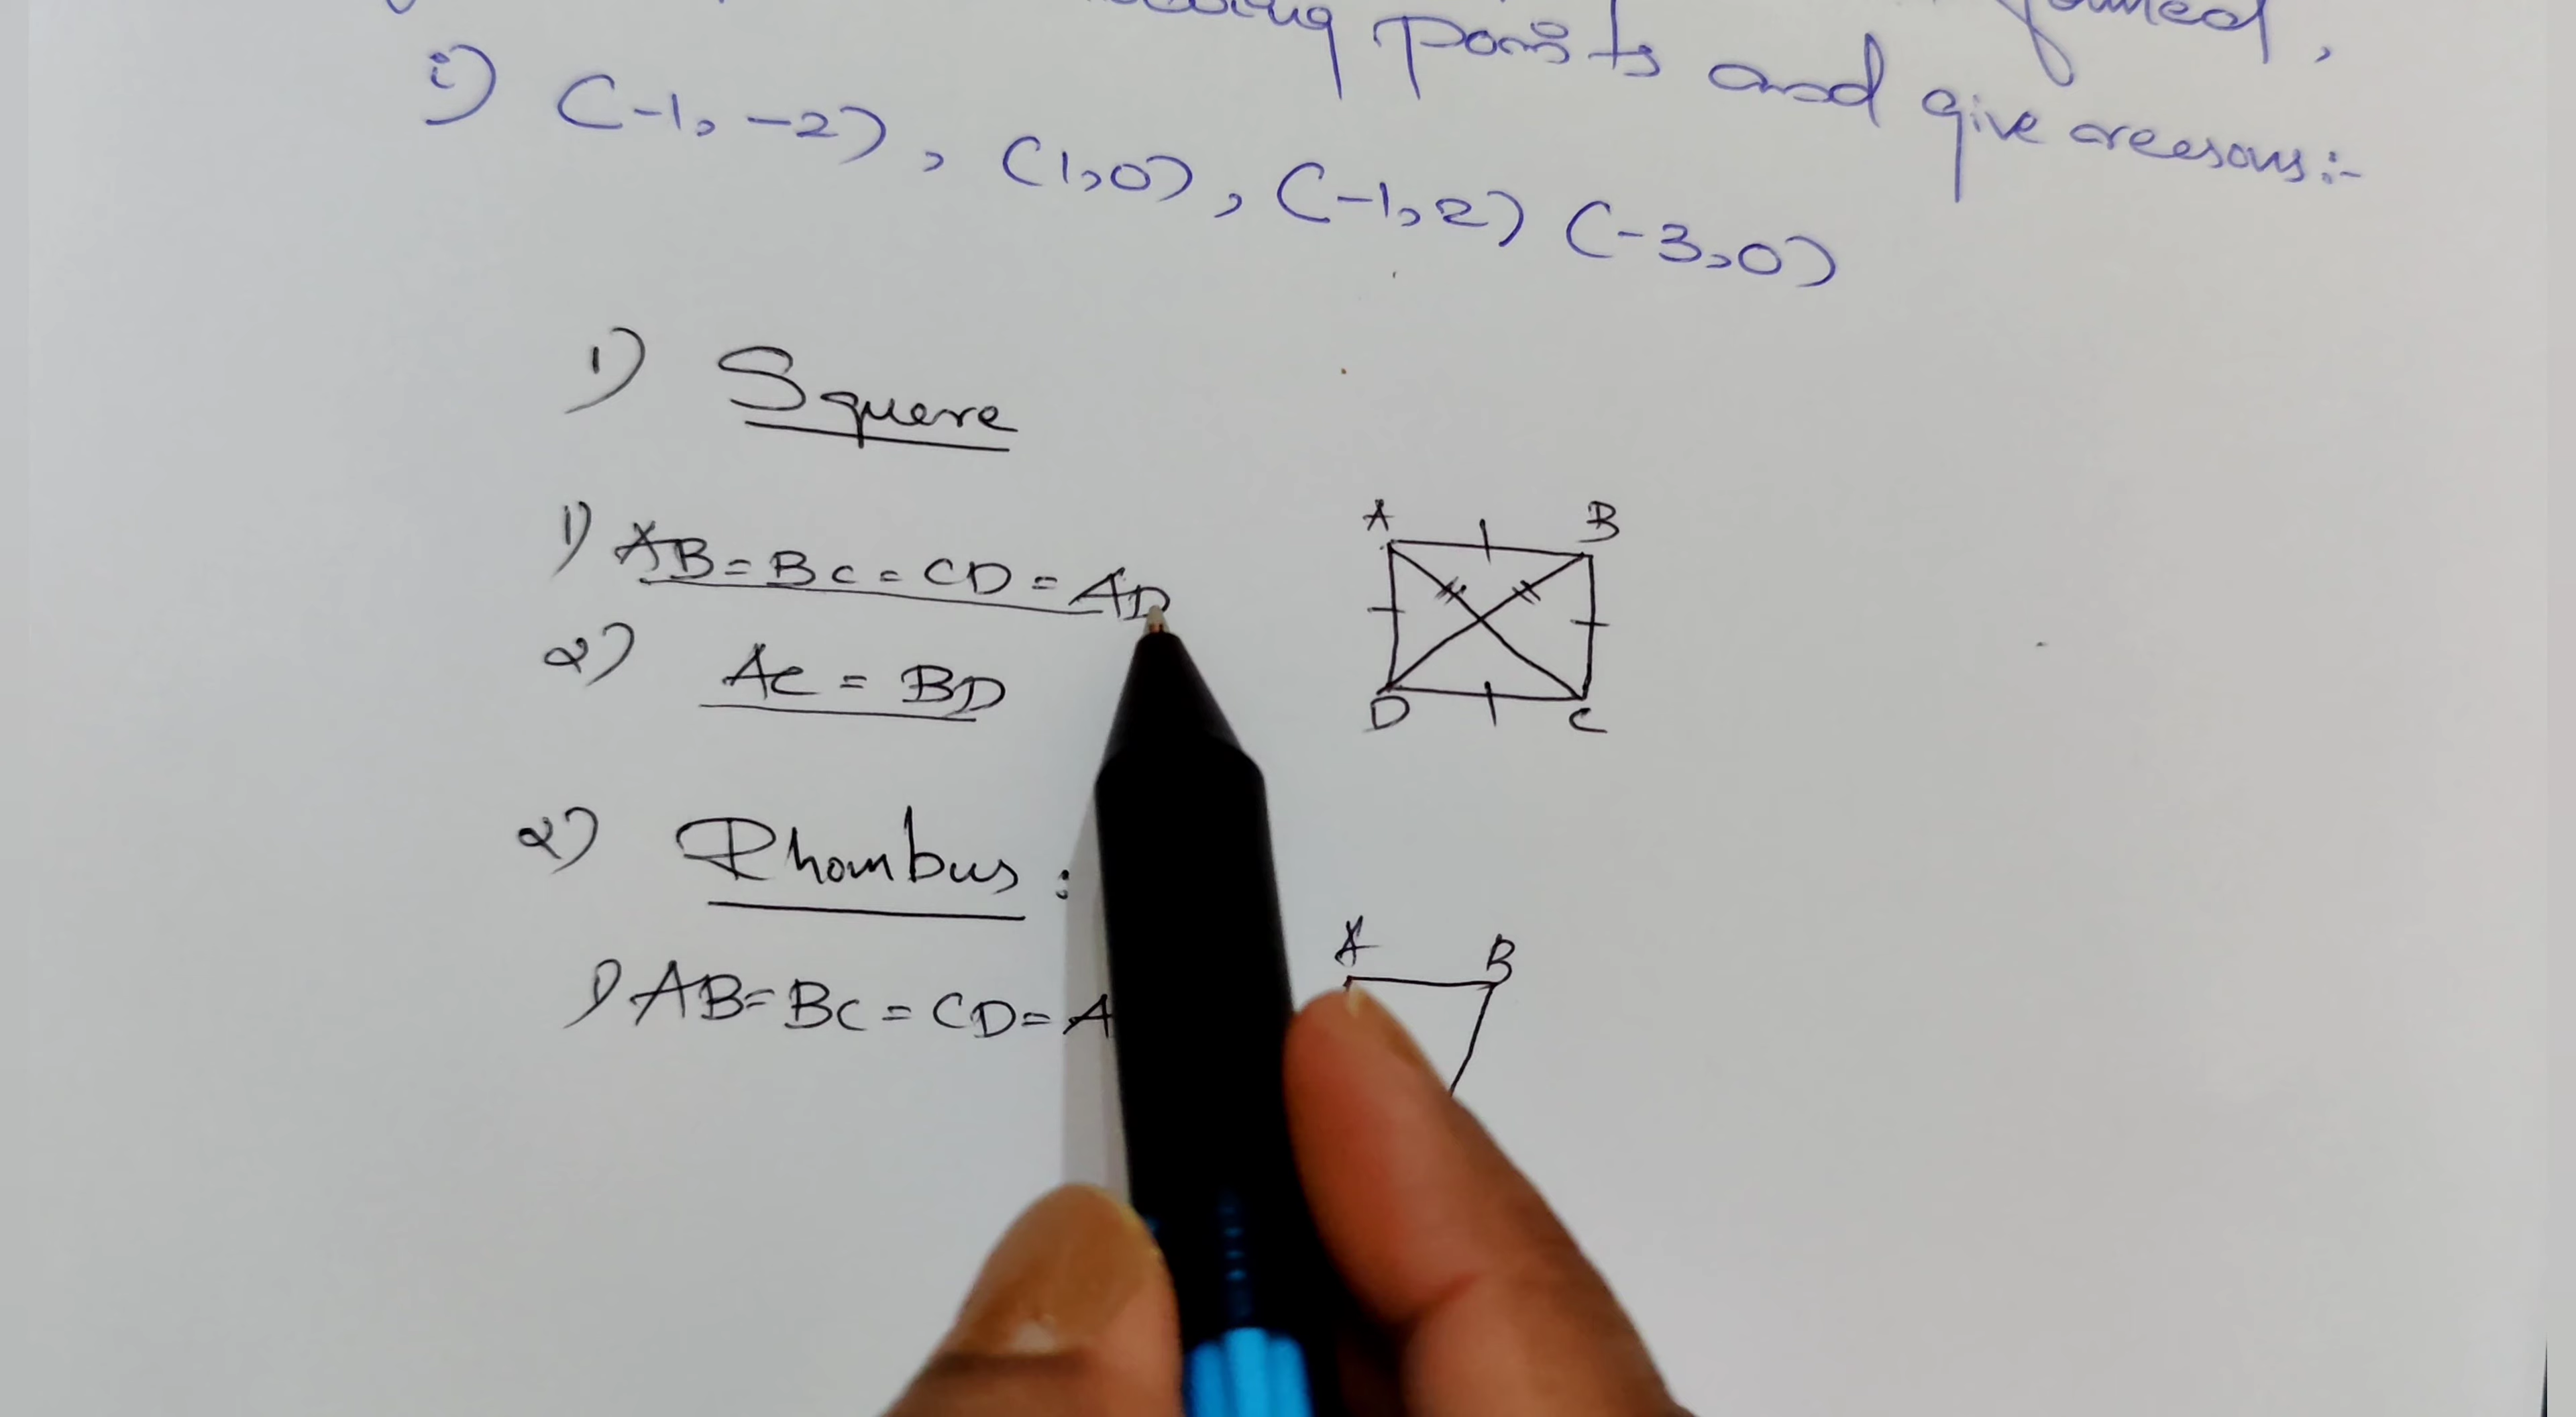 points and give reasons:-
i) (-1, -2), (1,0), (-1,2) (-3,0)
1) Square
1) AB = BC = CD = AD
A B
2) AC = BD
D C
2) Rhombus :
A B
1) AB = BC = CD = A